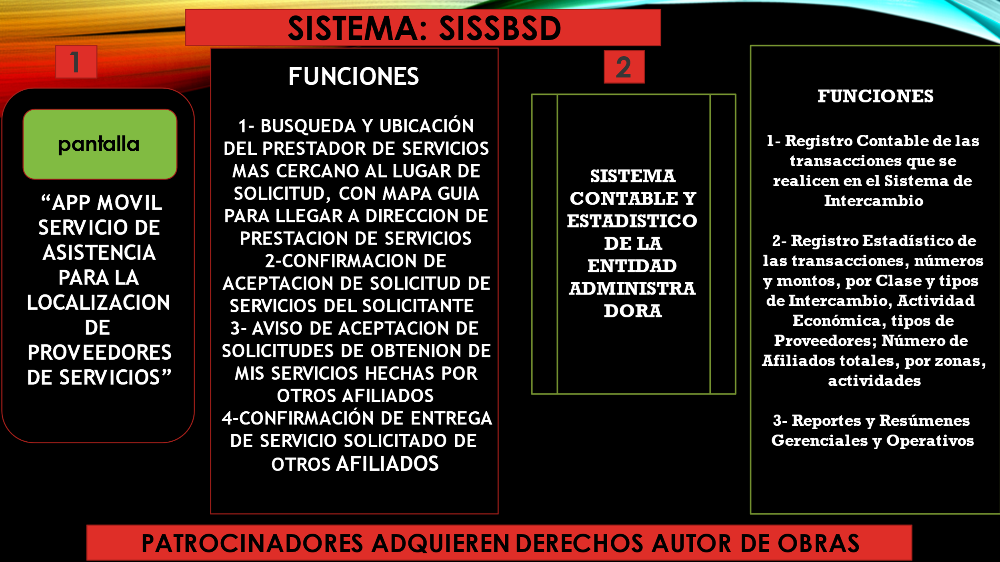 SISTEMA: SISSBSD
1
pantalla
“APP MOVIL
SERVICIO DE
ASISTENCIA
PARA LA
LOCALIZACION
DE
PROVEEDORES
DE SERVICIOS”
FUNCIONES
1- BUSQUEDA Y UBICACIÓN
DEL PRESTADOR DE SERVICIOS
MAS CERCANO AL LUGAR DE
SOLICITUD, CON MAPA GUIA
PARA LLEGAR A DIRECCION DE
PRESTACION DE SERVICIOS
2-CONFIRMACION DE
ACEPTACION DE SOLICITUD DE
SERVICIOS DEL SOLICITANTE
3- AVISO DE ACEPTACION DE
SOLICITUDES DE OBTENION DE
MIS SERVICIOS HECHAS POR
OTROS AFILIADOS
4-CONFIRMACIÓN DE ENTREGA
DE SERVICIO SOLICITADO DE
OTROS AFILIADOS
2
SISTEMA
CONTABLE Y
ESTADISTICO
DE LA
ENTIDAD
ADMINISTRA
DORA
FUNCIONES
1- Registro Contable de las
transacciones que se
realicen en el Sistema de
Intercambio
2- Registro Estadístico de
las transacciones, números
y montos, por Clase y tipos
de Intercambio, Actividad
Económica, tipos de
Proveedores; Número de
Afiliados totales, por zonas,
actividades
3- Reportes y Resúmenes
Gerenciales y Operativos
PATROCINADORES ADQUIEREN DERECHOS AUTOR DE OBRAS